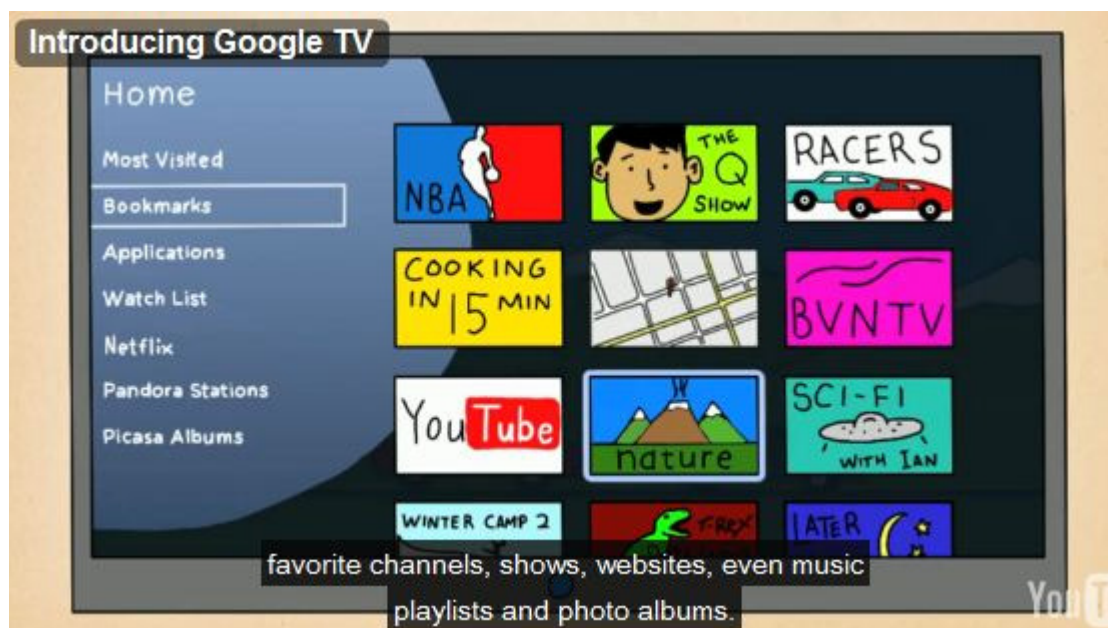 Introducing Google TV
Home
Most Visited
Bookmarks
Applications
Watch List
Netflix
Pandora Stations
Picasa Albums
NBA
THE
Q
SHOW
RACERS
COOKING
IN 15 MIN
BVNTV
YouTube
nature
SCI-FI
WITH IAN
WINTER CAMP 2
T-REX
LATER
favorite channels, shows, websites, even music
playlists and photo albums.